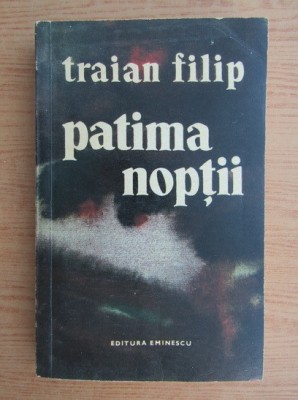 traian filip
patima
nopții
EDITURA EMINESCU